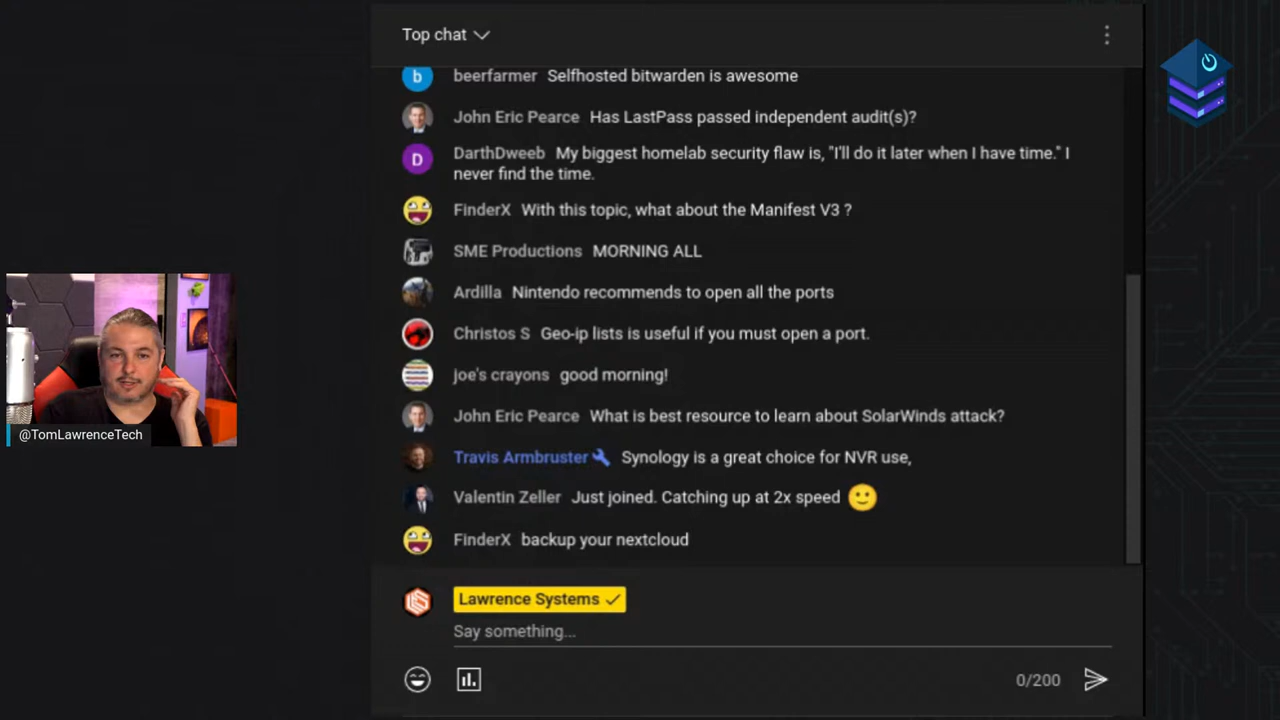 Top chat
b beerfarmer Selfhosted bitwarden is awesome
John Eric Pearce Has LastPass passed independent audit(s)?
D DarthDweeb My biggest homelab security flaw is, "I'll do it later when I have time." I
never find the time.
FinderX With this topic, what about the Manifest V3 ?
SME Productions MORNING ALL
Ardilla Nintendo recommends to open all the ports
Christos S Geo-ip lists is useful if you must open a port.
joe's crayons good morning!
John Eric Pearce What is best resource to learn about SolarWinds attack?
@TomLawrenceTech
Travis Armbruster Synology is a great choice for NVR use,
Valentin Zeller Just joined. Catching up at 2x speed
FinderX backup your nextcloud
Lawrence Systems
Say something...
0/200